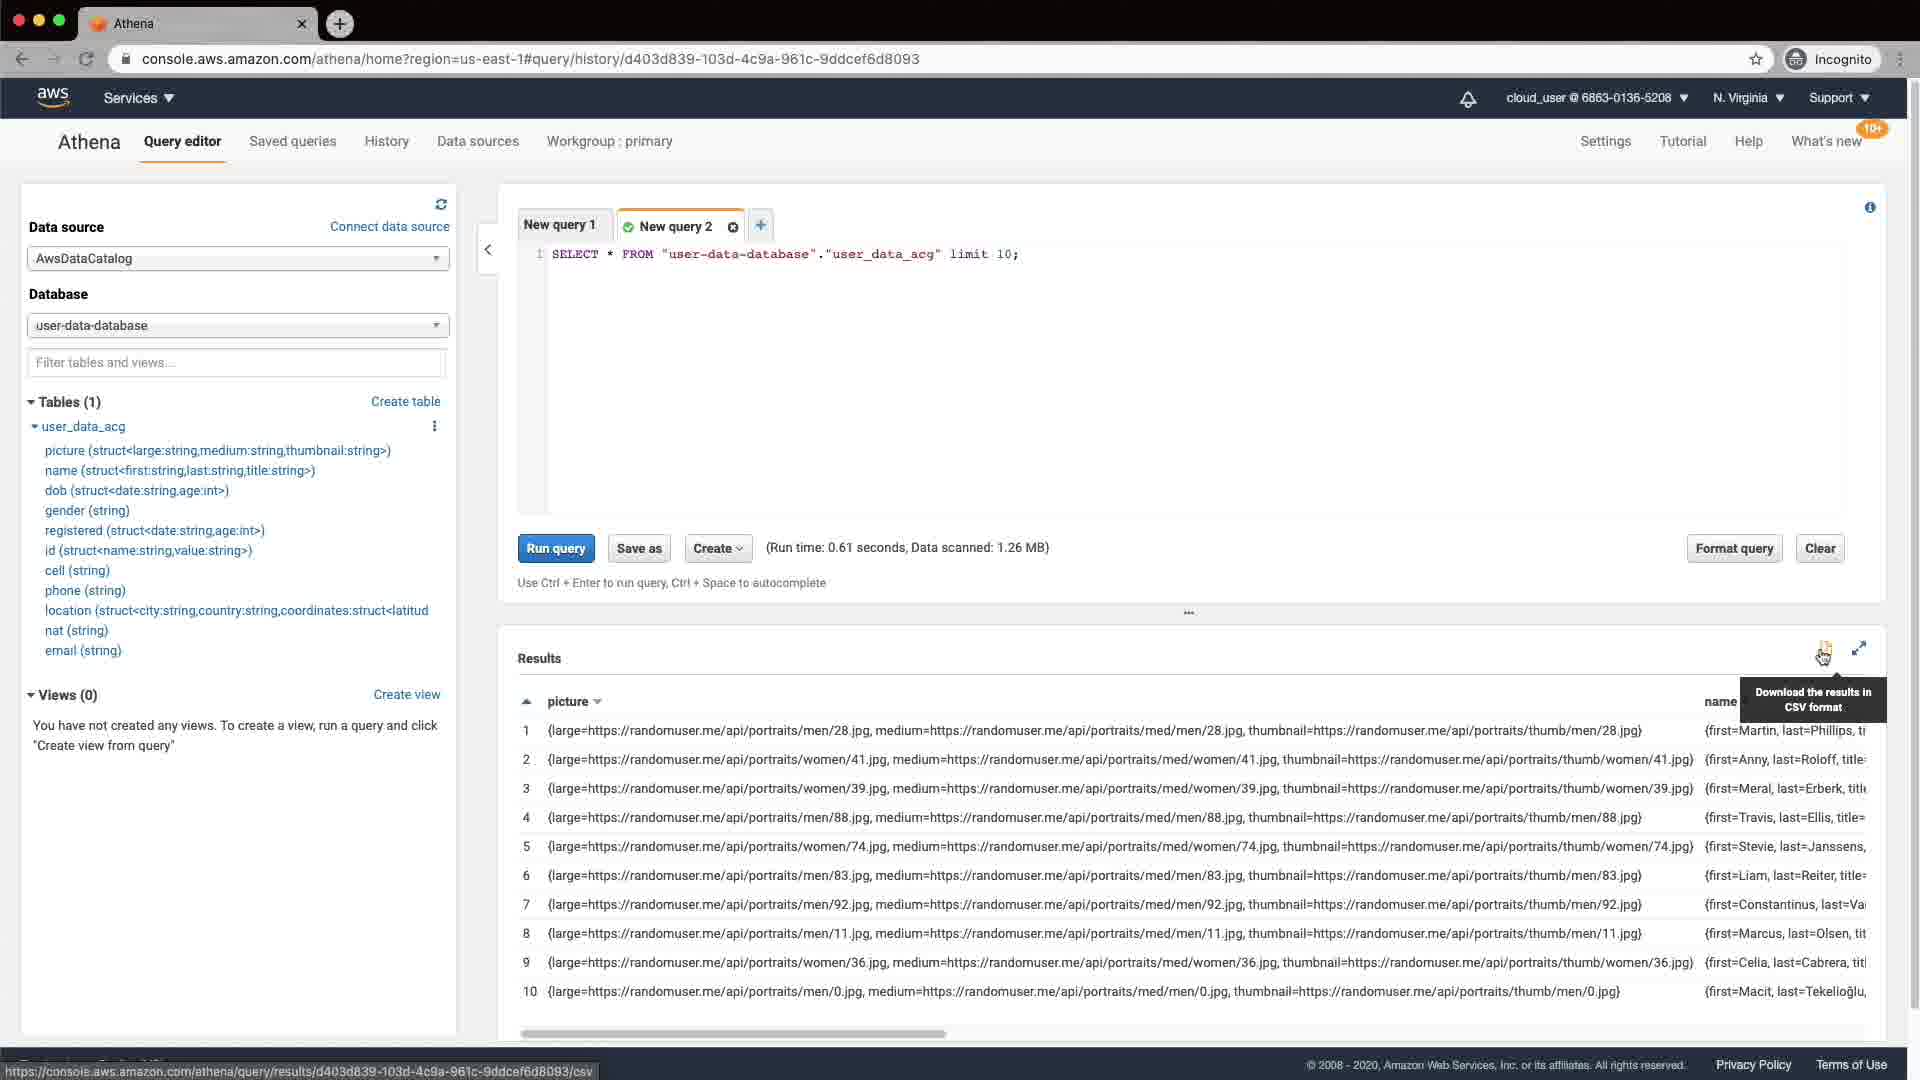 Athena
console.aws.amazon.com/athena/home?region=us-east-1#query/history/d403d839-103d-4c9a-961c-9ddcef6d8093
Incognito
aws
Services
cloud_user @ 6863-0136-5208
N. Virginia
Support
Athena
Query editor
Saved queries
History
Data sources
Workgroup : primary
Settings
Tutorial
Help
What's new
10+
Data source
Connect data source
AwsDataCatalog
Database
user-data-database
Filter tables and views...
Tables (1)
Create table
user_data_acg
picture (struct<large:string,medium:string,thumbnail:string>)
name (struct<first:string,last:string,title:string>)
dob (struct<date:string,age:int>)
gender (string)
registered (struct<date:string,age:int>)
id (struct<name:string,value:string>)
cell (string)
phone (string)
location (struct<city:string,country:string,coordinates:struct<latitud
nat (string)
email (string)
Views (0)
Create view
You have not created any views. To create a view, run a query and click
"Create view from query"
New query 1
New query 2
1 SELECT * FROM "user-data-database"."user_data_acg" limit 10;
Run query
Save as
Create
(Run time: 0.61 seconds, Data scanned: 1.26 MB)
Format query
Clear
Use Ctrl + Enter to run query, Ctrl + Space to autocomplete
Results
Download the results in
CSV format
picture
name
1 {large=https://randomuser.me/api/portraits/men/28.jpg, medium=https://randomuser.me/api/portraits/med/men/28.jpg, thumbnail=https://randomuser.me/api/portraits/thumb/men/28.jpg} {first=Martin, last=Phillips, ti
2 {large=https://randomuser.me/api/portraits/women/41.jpg, medium=https://randomuser.me/api/portraits/med/women/41.jpg, thumbnail=https://randomuser.me/api/portraits/thumb/women/41.jpg} {first=Anny, last=Roloff, title=
3 {large=https://randomuser.me/api/portraits/women/39.jpg, medium=https://randomuser.me/api/portraits/med/women/39.jpg, thumbnail=https://randomuser.me/api/portraits/thumb/women/39.jpg} {first=Meral, last=Erberk, title
4 {large=https://randomuser.me/api/portraits/men/88.jpg, medium=https://randomuser.me/api/portraits/med/men/88.jpg, thumbnail=https://randomuser.me/api/portraits/thumb/men/88.jpg} {first=Travis, last=Ellis, title=
5 {large=https://randomuser.me/api/portraits/women/74.jpg, medium=https://randomuser.me/api/portraits/med/women/74.jpg, thumbnail=https://randomuser.me/api/portraits/thumb/women/74.jpg} {first=Stevie, last=Janssens,
6 {large=https://randomuser.me/api/portraits/men/83.jpg, medium=https://randomuser.me/api/portraits/med/men/83.jpg, thumbnail=https://randomuser.me/api/portraits/thumb/men/83.jpg} {first=Liam, last=Reiter, title=
7 {large=https://randomuser.me/api/portraits/men/92.jpg, medium=https://randomuser.me/api/portraits/med/men/92.jpg, thumbnail=https://randomuser.me/api/portraits/thumb/men/92.jpg} {first=Constantinus, last=Va
8 {large=https://randomuser.me/api/portraits/men/11.jpg, medium=https://randomuser.me/api/portraits/med/men/11.jpg, thumbnail=https://randomuser.me/api/portraits/thumb/men/11.jpg} {first=Marcus, last=Olsen, tit
9 {large=https://randomuser.me/api/portraits/women/36.jpg, medium=https://randomuser.me/api/portraits/med/women/36.jpg, thumbnail=https://randomuser.me/api/portraits/thumb/women/36.jpg} {first=Celia, last=Cabrera, titl
10 {large=https://randomuser.me/api/portraits/men/0.jpg, medium=https://randomuser.me/api/portraits/med/men/0.jpg, thumbnail=https://randomuser.me/api/portraits/thumb/men/0.jpg} {first=Macit, last=Tekelioğlu,
https://console.aws.amazon.com/athena/query/results/d403d839-103d-4c9a-961c-9ddcef6d8093/csv
© 2008 - 2020, Amazon Web Services, Inc. or its affiliates. All rights reserved.
Privacy Policy
Terms of Use